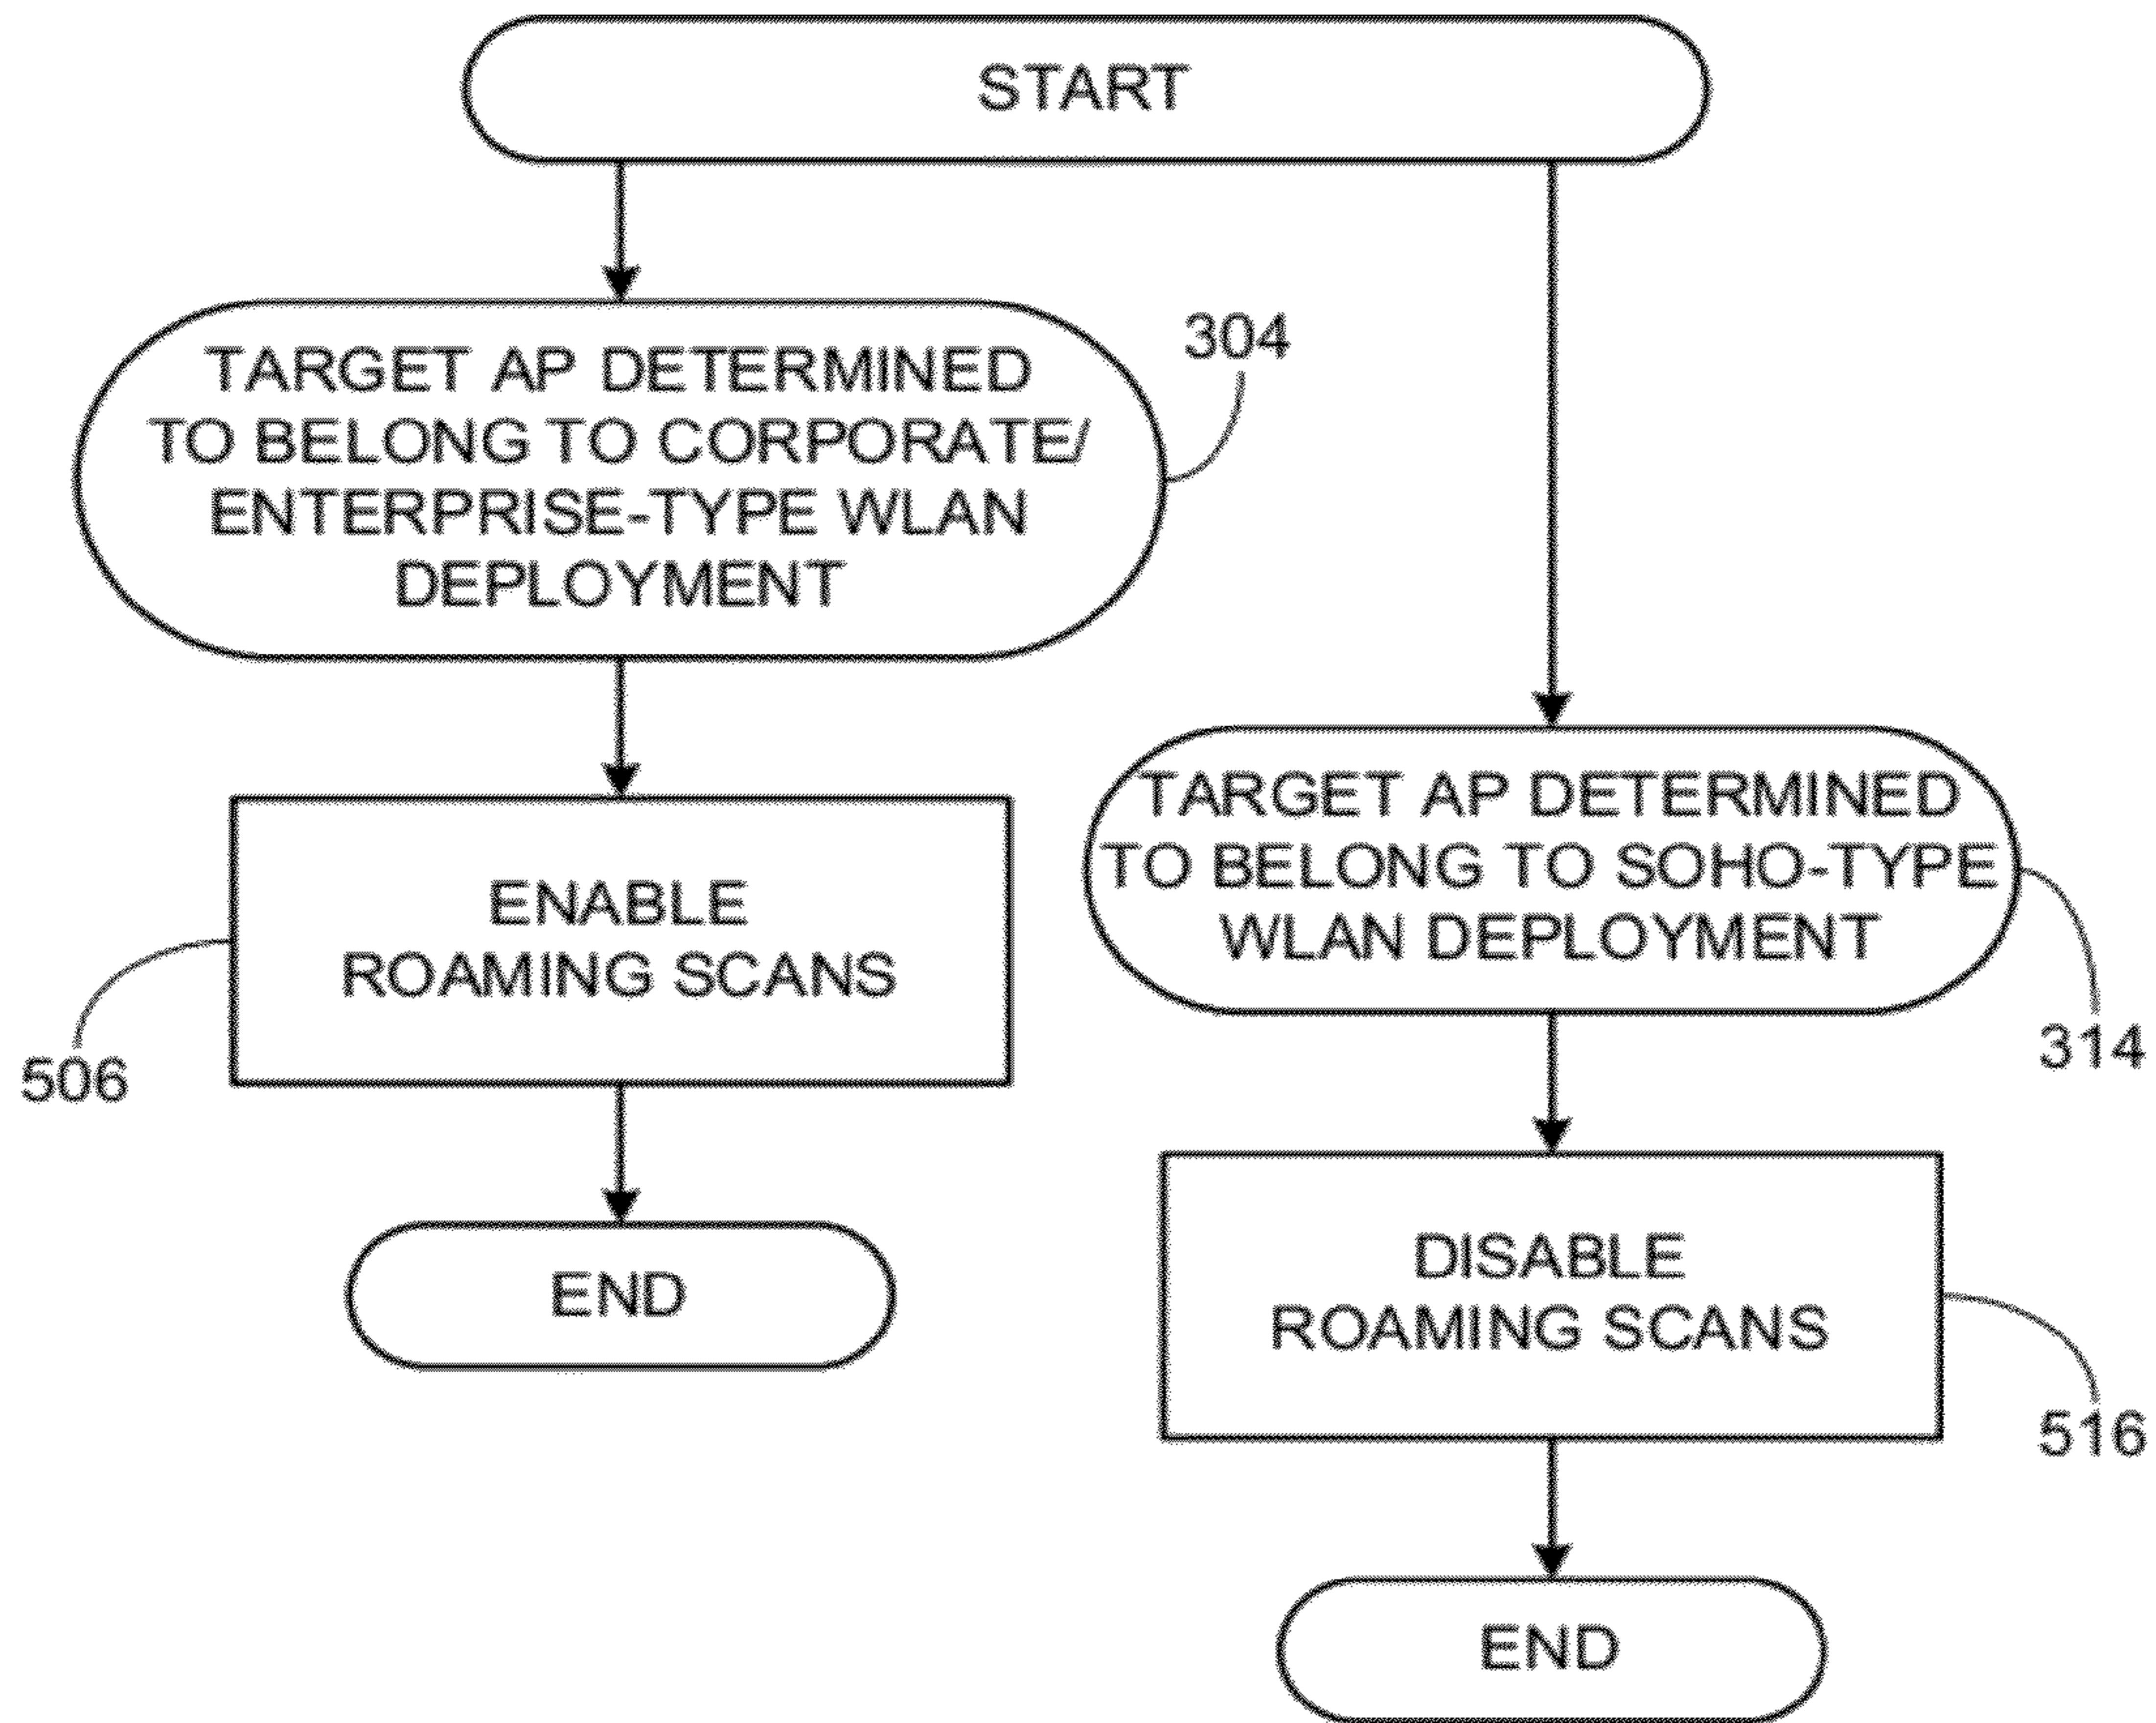 START
TARGET AP DETERMINED
TO BELONG TO CORPORATE/
ENTERPRISE-TYPE WLAN
DEPLOYMENT
304
ENABLE
ROAMING SCANS
506
END
TARGET AP DETERMINED
TO BELONG TO SOHO-TYPE
WLAN DEPLOYMENT
314
DISABLE
ROAMING SCANS
516
END